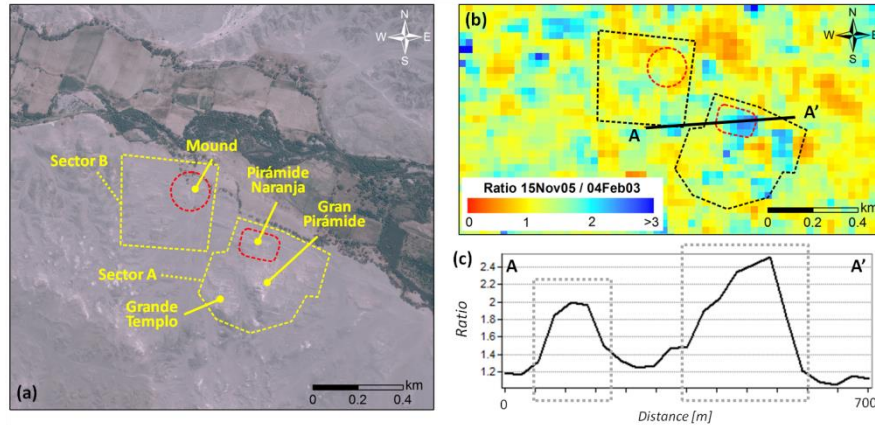 N
W E
S
Mound
Sector B
Pirámide
Naranja
Gran
Pirámide
Sector A
Grande
Templo
km
0 0.2 0.4
(a)
(b)
N
W E
S
A A'
Ratio 15Nov05 / 04Feb03
0 1 2 >3
km
0 0.2 0.4
(c)
A A'
Ratio
2.4
2.2
2
1.8
1.6
1.4
1.2
0 700
Distance [m]